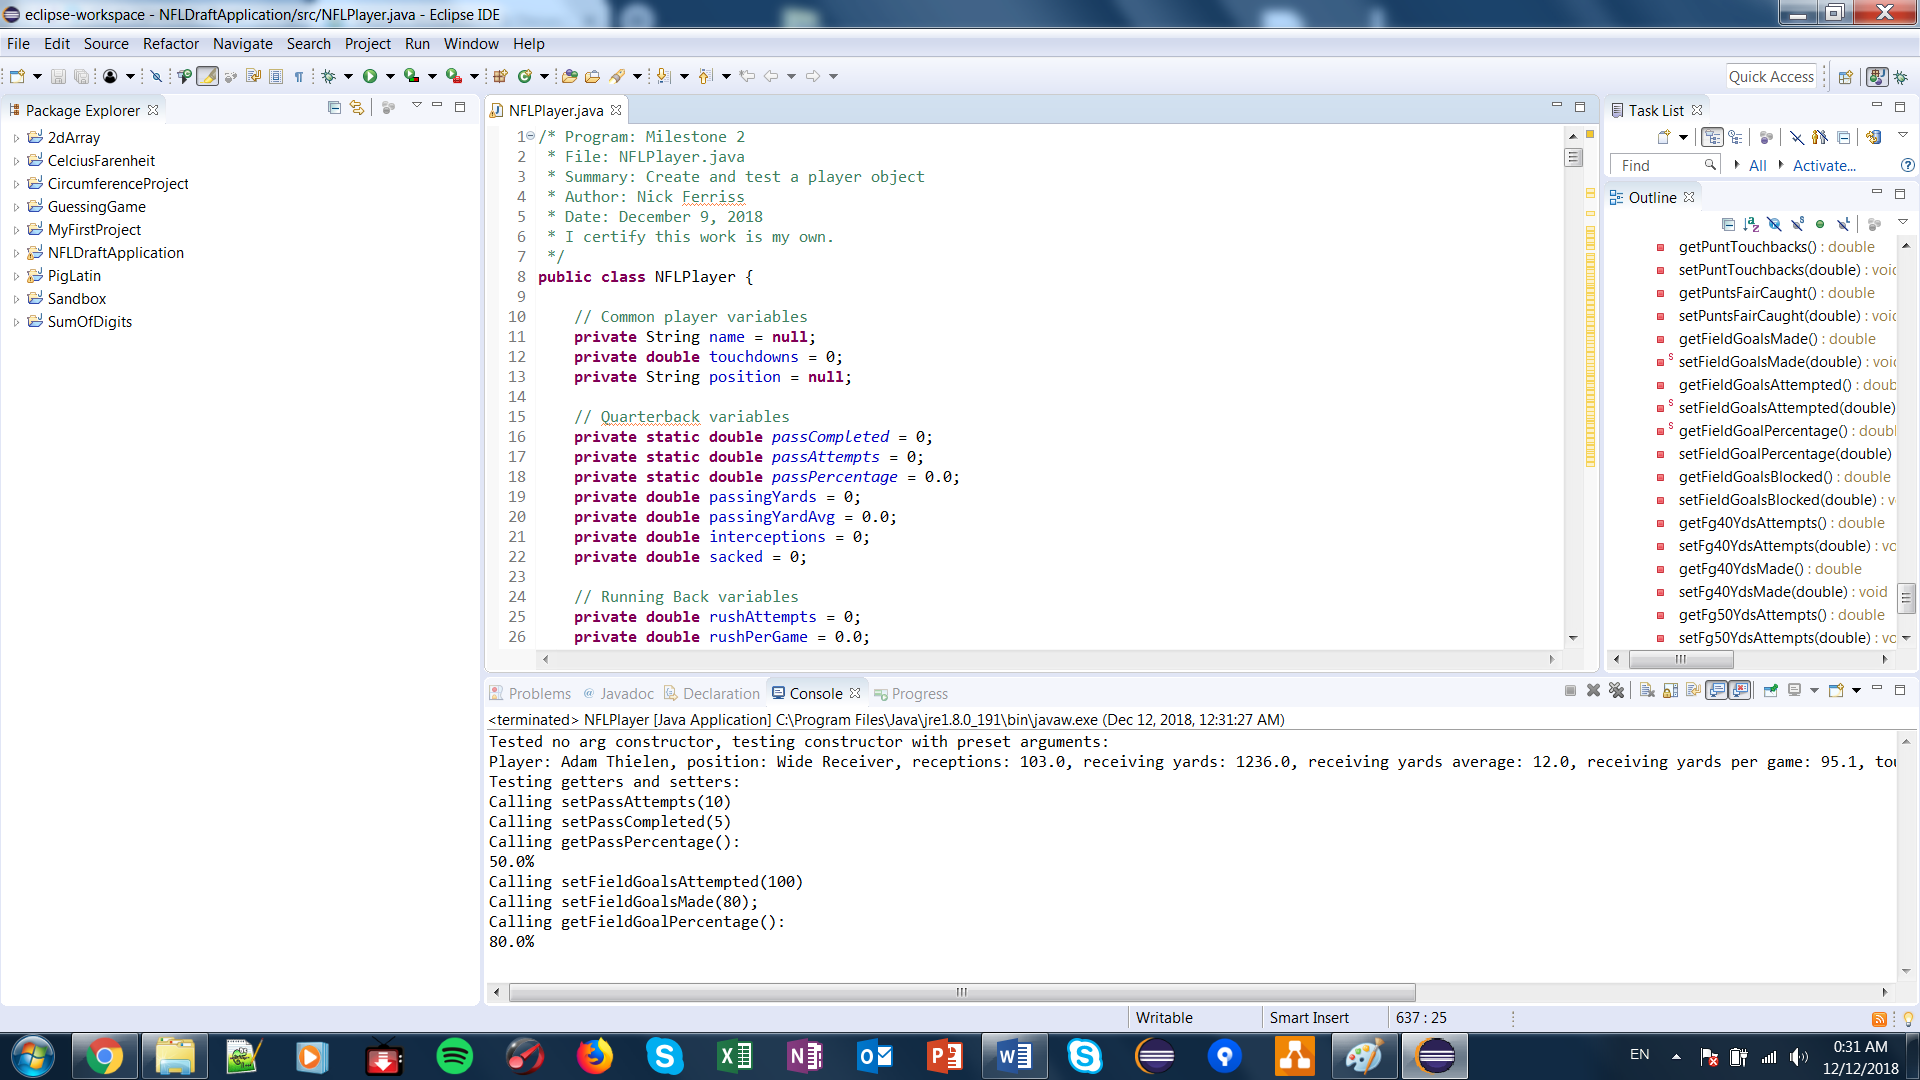 eclipse-workspace - NFLDraftApplication/src/NFLPlayer.java - Eclipse IDE
File Edit Source Refactor Navigate Search Project Run Window Help
Quick Access
Package Explorer
2dArray
CelciusFarenheit
CircumferenceProject
GuessingGame
MyFirstProject
NFLDraftApplication
PigLatin
Sandbox
SumOfDigits
NFLPlayer.java
1 /* Program: Milestone 2
2 * File: NFLPlayer.java
3 * Summary: Create and test a player object
4 * Author: Nick Ferriss
5 * Date: December 9, 2018
6 * I certify this work is my own.
7 */
8 public class NFLPlayer {
9
10 // Common player variables
11 private String name = null;
12 private double touchdowns = 0;
13 private String position = null;
14
15 // Quarterback variables
16 private static double passCompleted = 0;
17 private static double passAttempts = 0;
18 private static double passPercentage = 0.0;
19 private double passingYards = 0;
20 private double passingYardAvg = 0.0;
21 private double interceptions = 0;
22 private double sacked = 0;
23
24 // Running Back variables
25 private double rushAttempts = 0;
26 private double rushPerGame = 0.0;
Task List
Find All Activate...
Outline
getPuntTouchbacks() : double
setPuntTouchbacks(double) : void
getPuntsFairCaught() : double
setPuntsFairCaught(double) : void
getFieldGoalsMade() : double
setFieldGoalsMade(double) : voi
getFieldGoalsAttempted() : doub
setFieldGoalsAttempted(double)
getFieldGoalPercentage() : doubl
setFieldGoalPercentage(double)
getFieldGoalsBlocked() : double
setFieldGoalsBlocked(double) : v
getFg40YdsAttempts() : double
setFg40YdsAttempts(double) : vo
getFg40YdsMade() : double
setFg40YdsMade(double) : void
getFg50YdsAttempts() : double
setFg50YdsAttempts(double) : vo
Problems @ Javadoc Declaration Console Progress
<terminated> NFLPlayer [Java Application] C:\Program Files\Java\jre1.8.0_191\bin\javaw.exe (Dec 12, 2018, 12:31:27 AM)
Tested no arg constructor, testing constructor with preset arguments:
Player: Adam Thielen, position: Wide Receiver, receptions: 103.0, receiving yards: 1236.0, receiving yards average: 12.0, receiving yards per game: 95.1, tou
Testing getters and setters:
Calling setPassAttempts(10)
Calling setPassCompleted(5)
Calling getPassPercentage():
50.0%
Calling setFieldGoalsAttempted(100)
Calling setFieldGoalsMade(80);
Calling getFieldGoalPercentage():
80.0%
Writable Smart Insert 637 : 25
EN
0:31 AM
12/12/2018